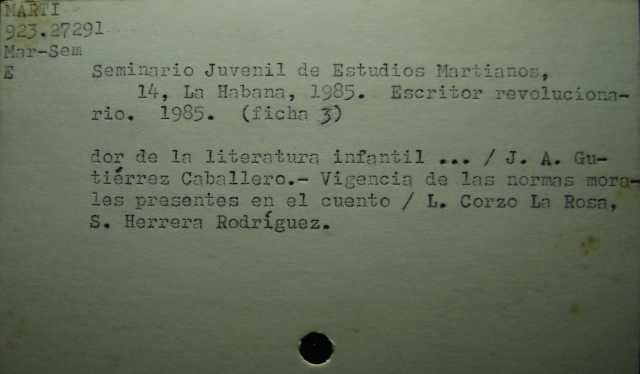 MARTI
923.27291
Mar-Sem
E Seminario Juvenil de Estudios Martianos,
14, La Habana, 1985. Escritor revoluciona-
rio. 1985. (ficha 3)
dor de la literatura infantil ... / J. A. Gu-
tiérrez Caballero.- Vigencia de las normas mora-
les presentes en el cuento / L. Corzo La Rosa,
S. Herrera Rodríguez.